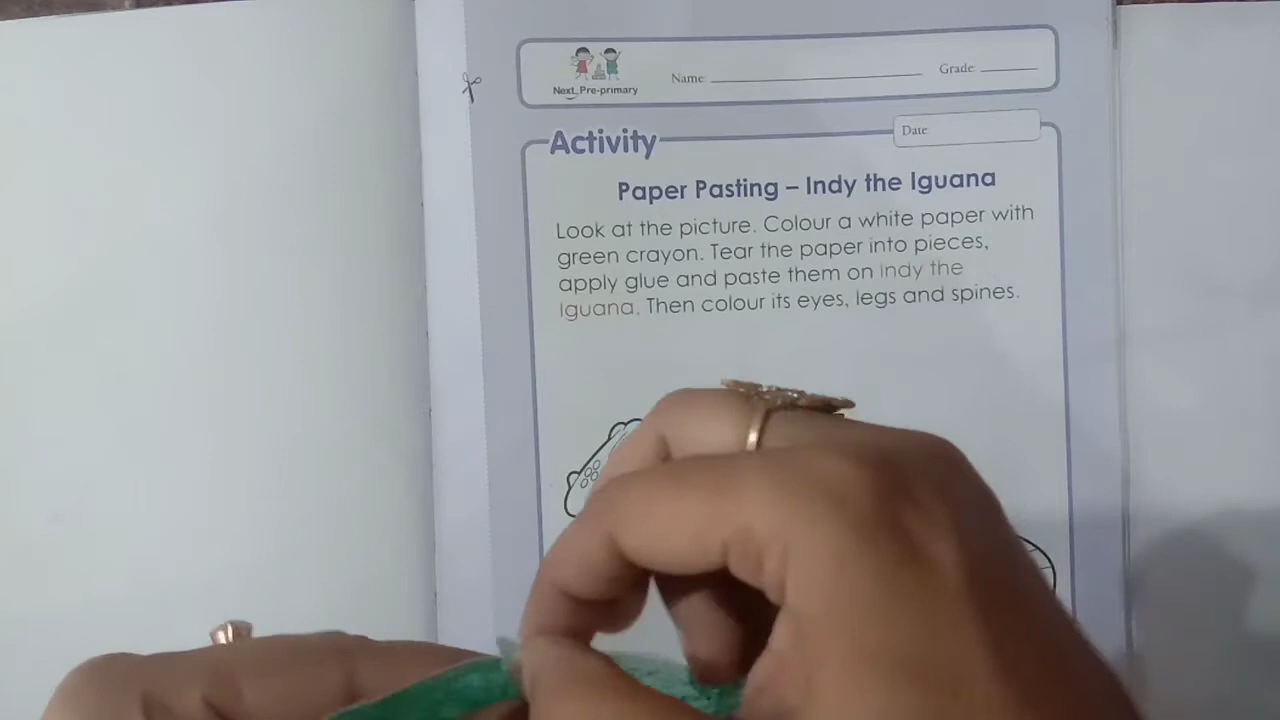 Next Pre-primary
Name:
Grade:
Activity
Date:
Paper Pasting – Indy the Iguana
Look at the picture. Colour a white paper with
green crayon. Tear the paper into pieces,
apply glue and paste them on Indy the
Iguana. Then colour its eyes, legs and spines.